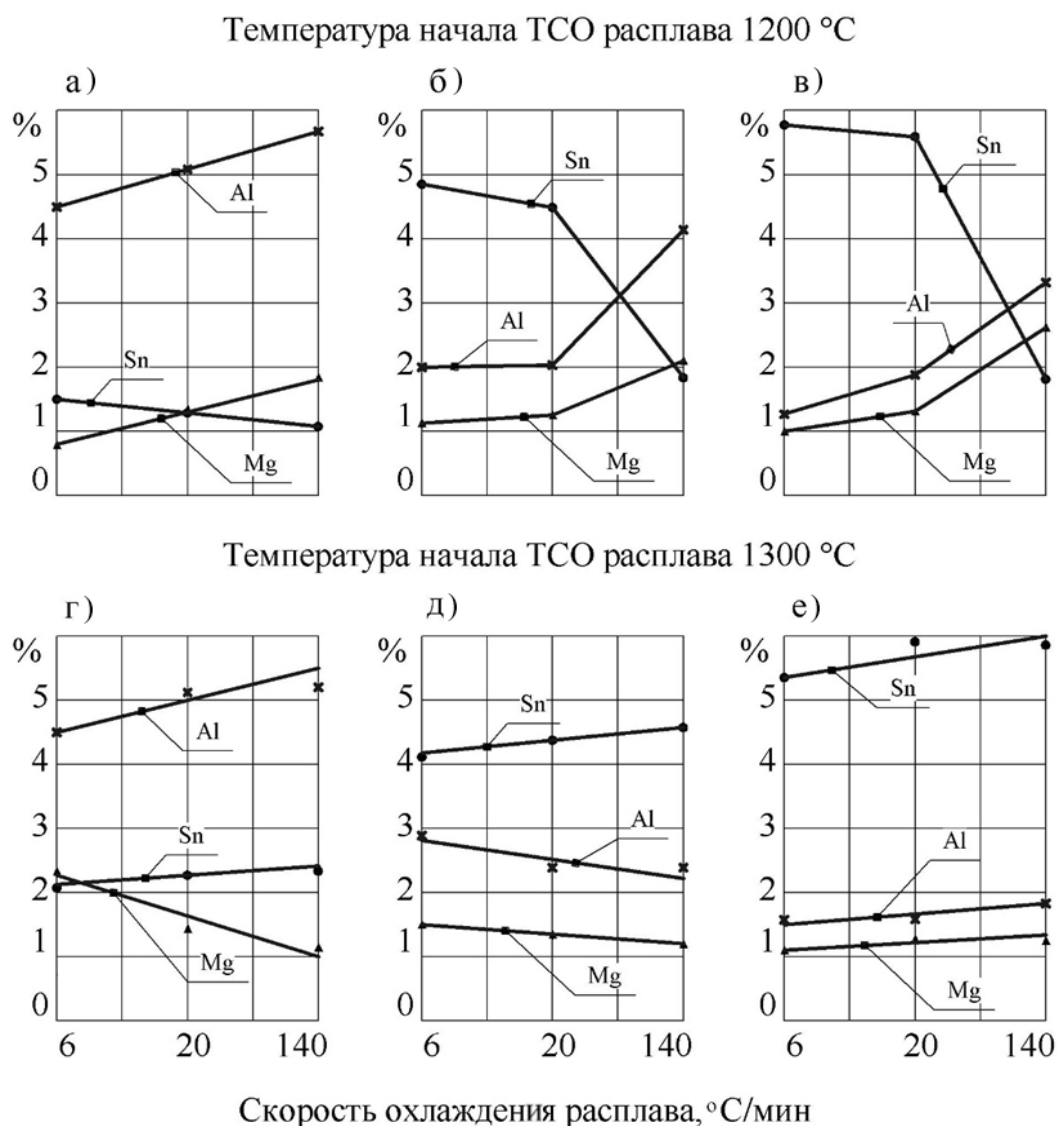 Температура начала ТСО расплава 1200 °С
а) б) в)
% % %
5 5 5
4 4 4
3 3 3
2 2 2
1 1 1
0 0 0
Al Sn Mg
Sn Al Mg
Sn Al Mg
Температура начала ТСО расплава 1300 °С
г) д) е)
% % %
5 5 5
4 4 4
3 3 3
2 2 2
1 1 1
0 0 0
Al Sn Mg
Sn Al Mg
Sn Al Mg
6 20 140 6 20 140 6 20 140
Скорость охлаждения расплава, °С/мин